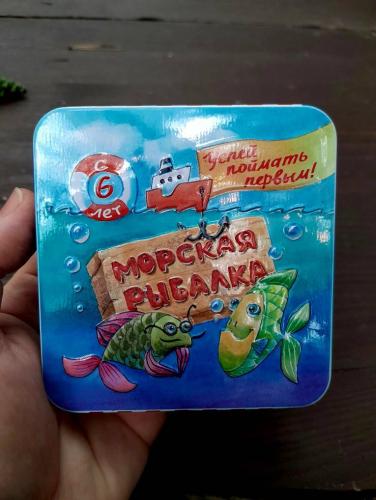 С
6
ЛЕТ
Успей
поймать
первым!
МОРСКАЯ
РЫБАЛКА